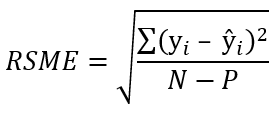 RSME = √(∑(yᵢ – ŷᵢ)² / (N – P))